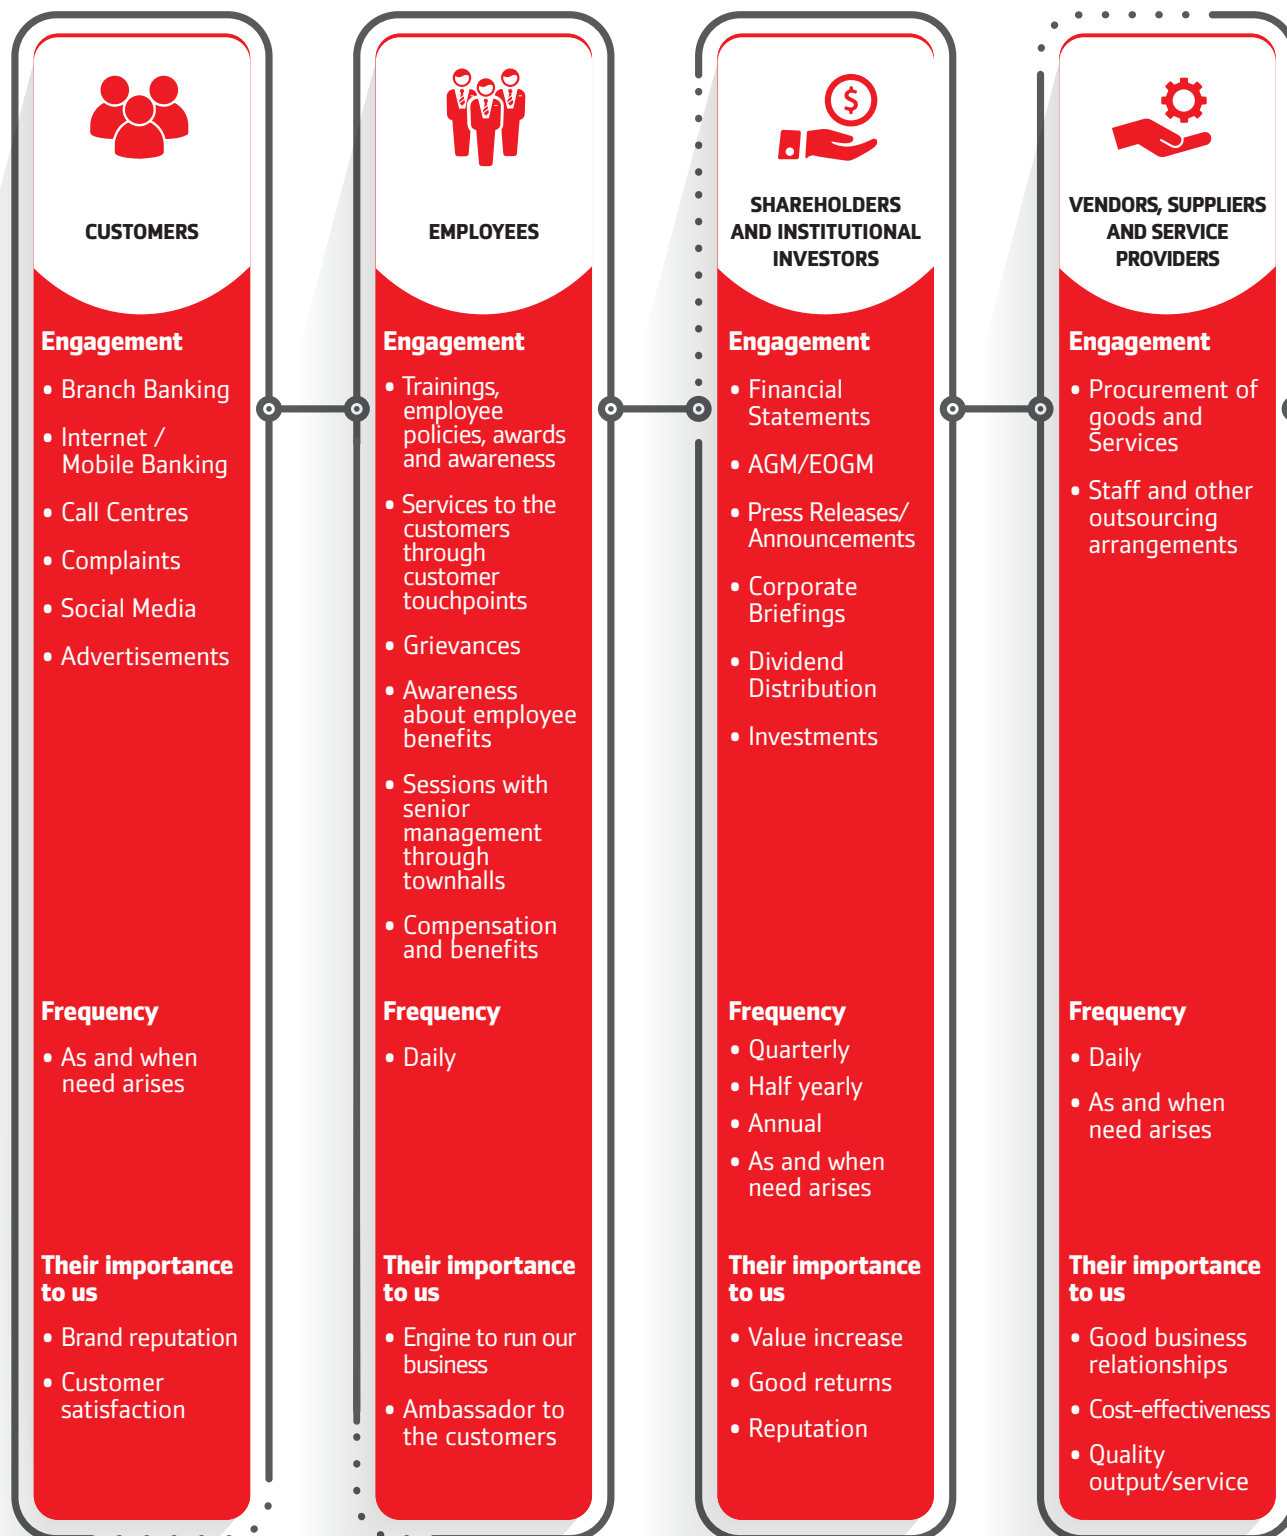 CUSTOMERS
Engagement
• Branch Banking
• Internet /
Mobile Banking
• Call Centres
• Complaints
• Social Media
• Advertisements
Frequency
• As and when
need arises
Their importance
to us
• Brand reputation
• Customer
satisfaction
EMPLOYEES
Engagement
• Trainings,
employee
policies, awards
and awareness
• Services to the
customers
through
customer
touchpoints
• Grievances
• Awareness
about employee
benefits
• Sessions with
senior
management
through
townhalls
• Compensation
and benefits
Frequency
• Daily
Their importance
to us
• Engine to run our
business
• Ambassador to
the customers
SHAREHOLDERS
AND INSTITUTIONAL
INVESTORS
Engagement
• Financial
Statements
• AGM/EOGM
• Press Releases/
Announcements
• Corporate
Briefings
• Dividend
Distribution
• Investments
Frequency
• Quarterly
• Half yearly
• Annual
• As and when
need arises
Their importance
to us
• Value increase
• Good returns
• Reputation
VENDORS, SUPPLIERS
AND SERVICE
PROVIDERS
Engagement
• Procurement of
goods and
Services
• Staff and other
outsourcing
arrangements
Frequency
• Daily
• As and when
need arises
Their importance
to us
• Good business
relationships
• Cost-effectiveness
• Quality
output/service